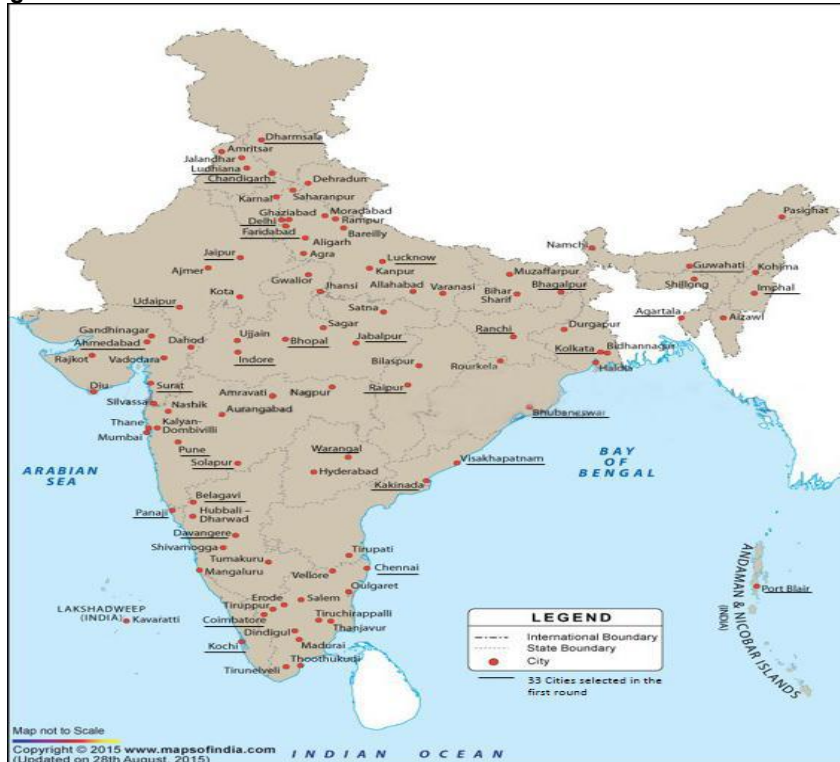 Dharmsala
Amritsar
Jalandhar
Ludhiana
Chandigarh
Dehradun
Saharanpur
Karnal
Ghaziabad
Moradabad
Delhi
Rampur
Faridabad
Bareilly
Aligarh
Pasighat
Namchi
Jaipur
Agra
Lucknow
Ajmer
Kanpur
Muzaffarpur
Guwahati
Kohima
Gwalior
Shillong
Kota
Jhansi
Allahabad
Varanasi
Bihar
Sharif
Bhagalpur
Imphal
Udaipur
Satna
Agartala
Aizawl
Gandhinagar
Sagar
Durgapur
Ahmedabad
Dahod
Ujjain
Bhopal
Jabalpur
Ranchi
Kolkata
Bidhannagar
Rajkot
Vadodara
Indore
Bilaspur
Rourkela
Haldia
Diu
Surat
Amravati
Nagpur
Raipur
Silvassa
Nashik
Aurangabad
Bhubaneswar
Thane
Kalyan-
Dombivilli
Mumbai
Pune
Warangal
Visakhapatnam
BAY
OF
BENGAL
ARABIAN
SEA
Solapur
Hyderabad
Kakinada
Belagavi
Panaji
Hubbali -
Dharwad
Davangere
Shivamogga
Tirupati
Tumakuru
Mangaluru
Vellore
Chennai
Oulgaret
ANDAMAN & NICOBAR ISLANDS
(INDIA)
Port Blair
LAKSHADWEEP
(INDIA)
Kavaratti
Erode
Salem
Tiruppur
Tiruchirappalli
Coimbatore
Thanjavur
Dindigul
Madurai
Kochi
Thoothukudi
Tirunelveli
LEGEND
International Boundary
State Boundary
City
33 Cities selected in the
first round
Map not to Scale
Copyright © 2015 www.mapsofindia.com
(Updated on 28th August, 2015)
INDIAN OCEAN